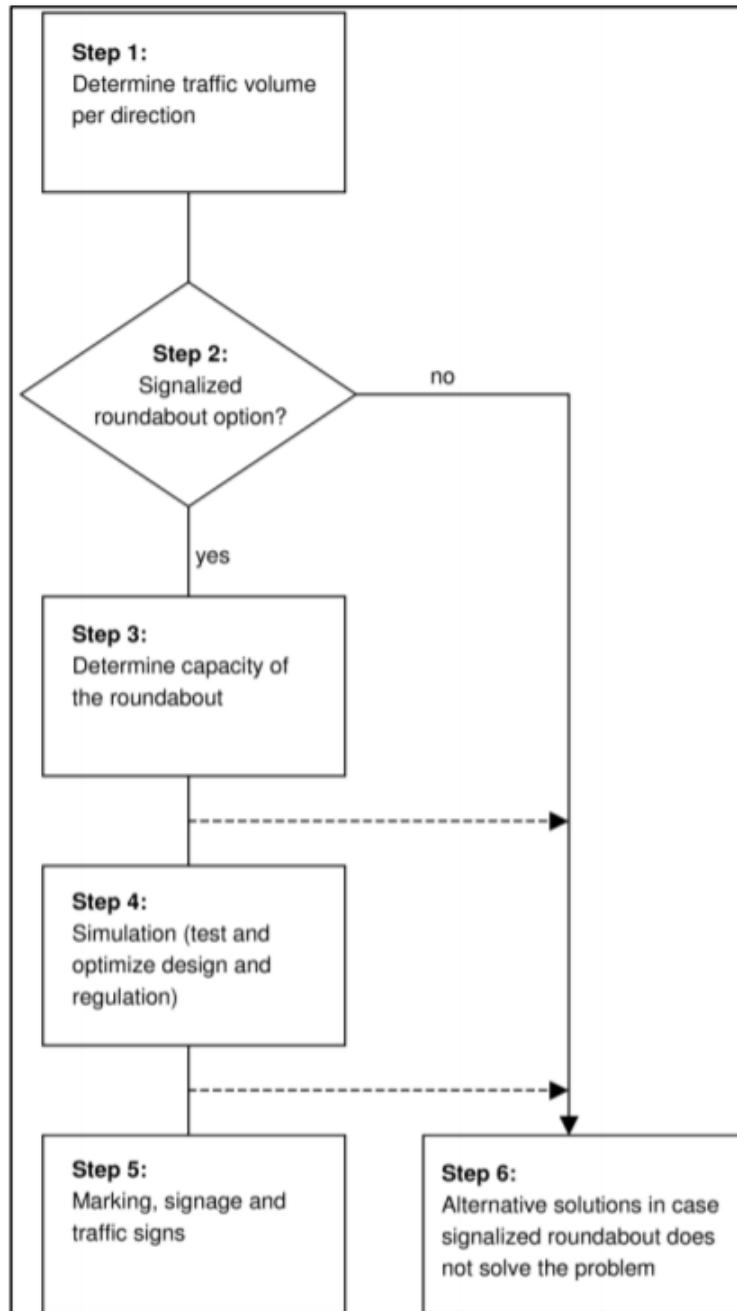 Step 1:
Determine traffic volume
per direction
Step 2:
Signalized
roundabout option?
no
yes
Step 3:
Determine capacity of
the roundabout
Step 4:
Simulation (test and
optimize design and
regulation)
Step 5:
Marking, signage and
traffic signs
Step 6:
Alternative solutions in case
signalized roundabout does
not solve the problem